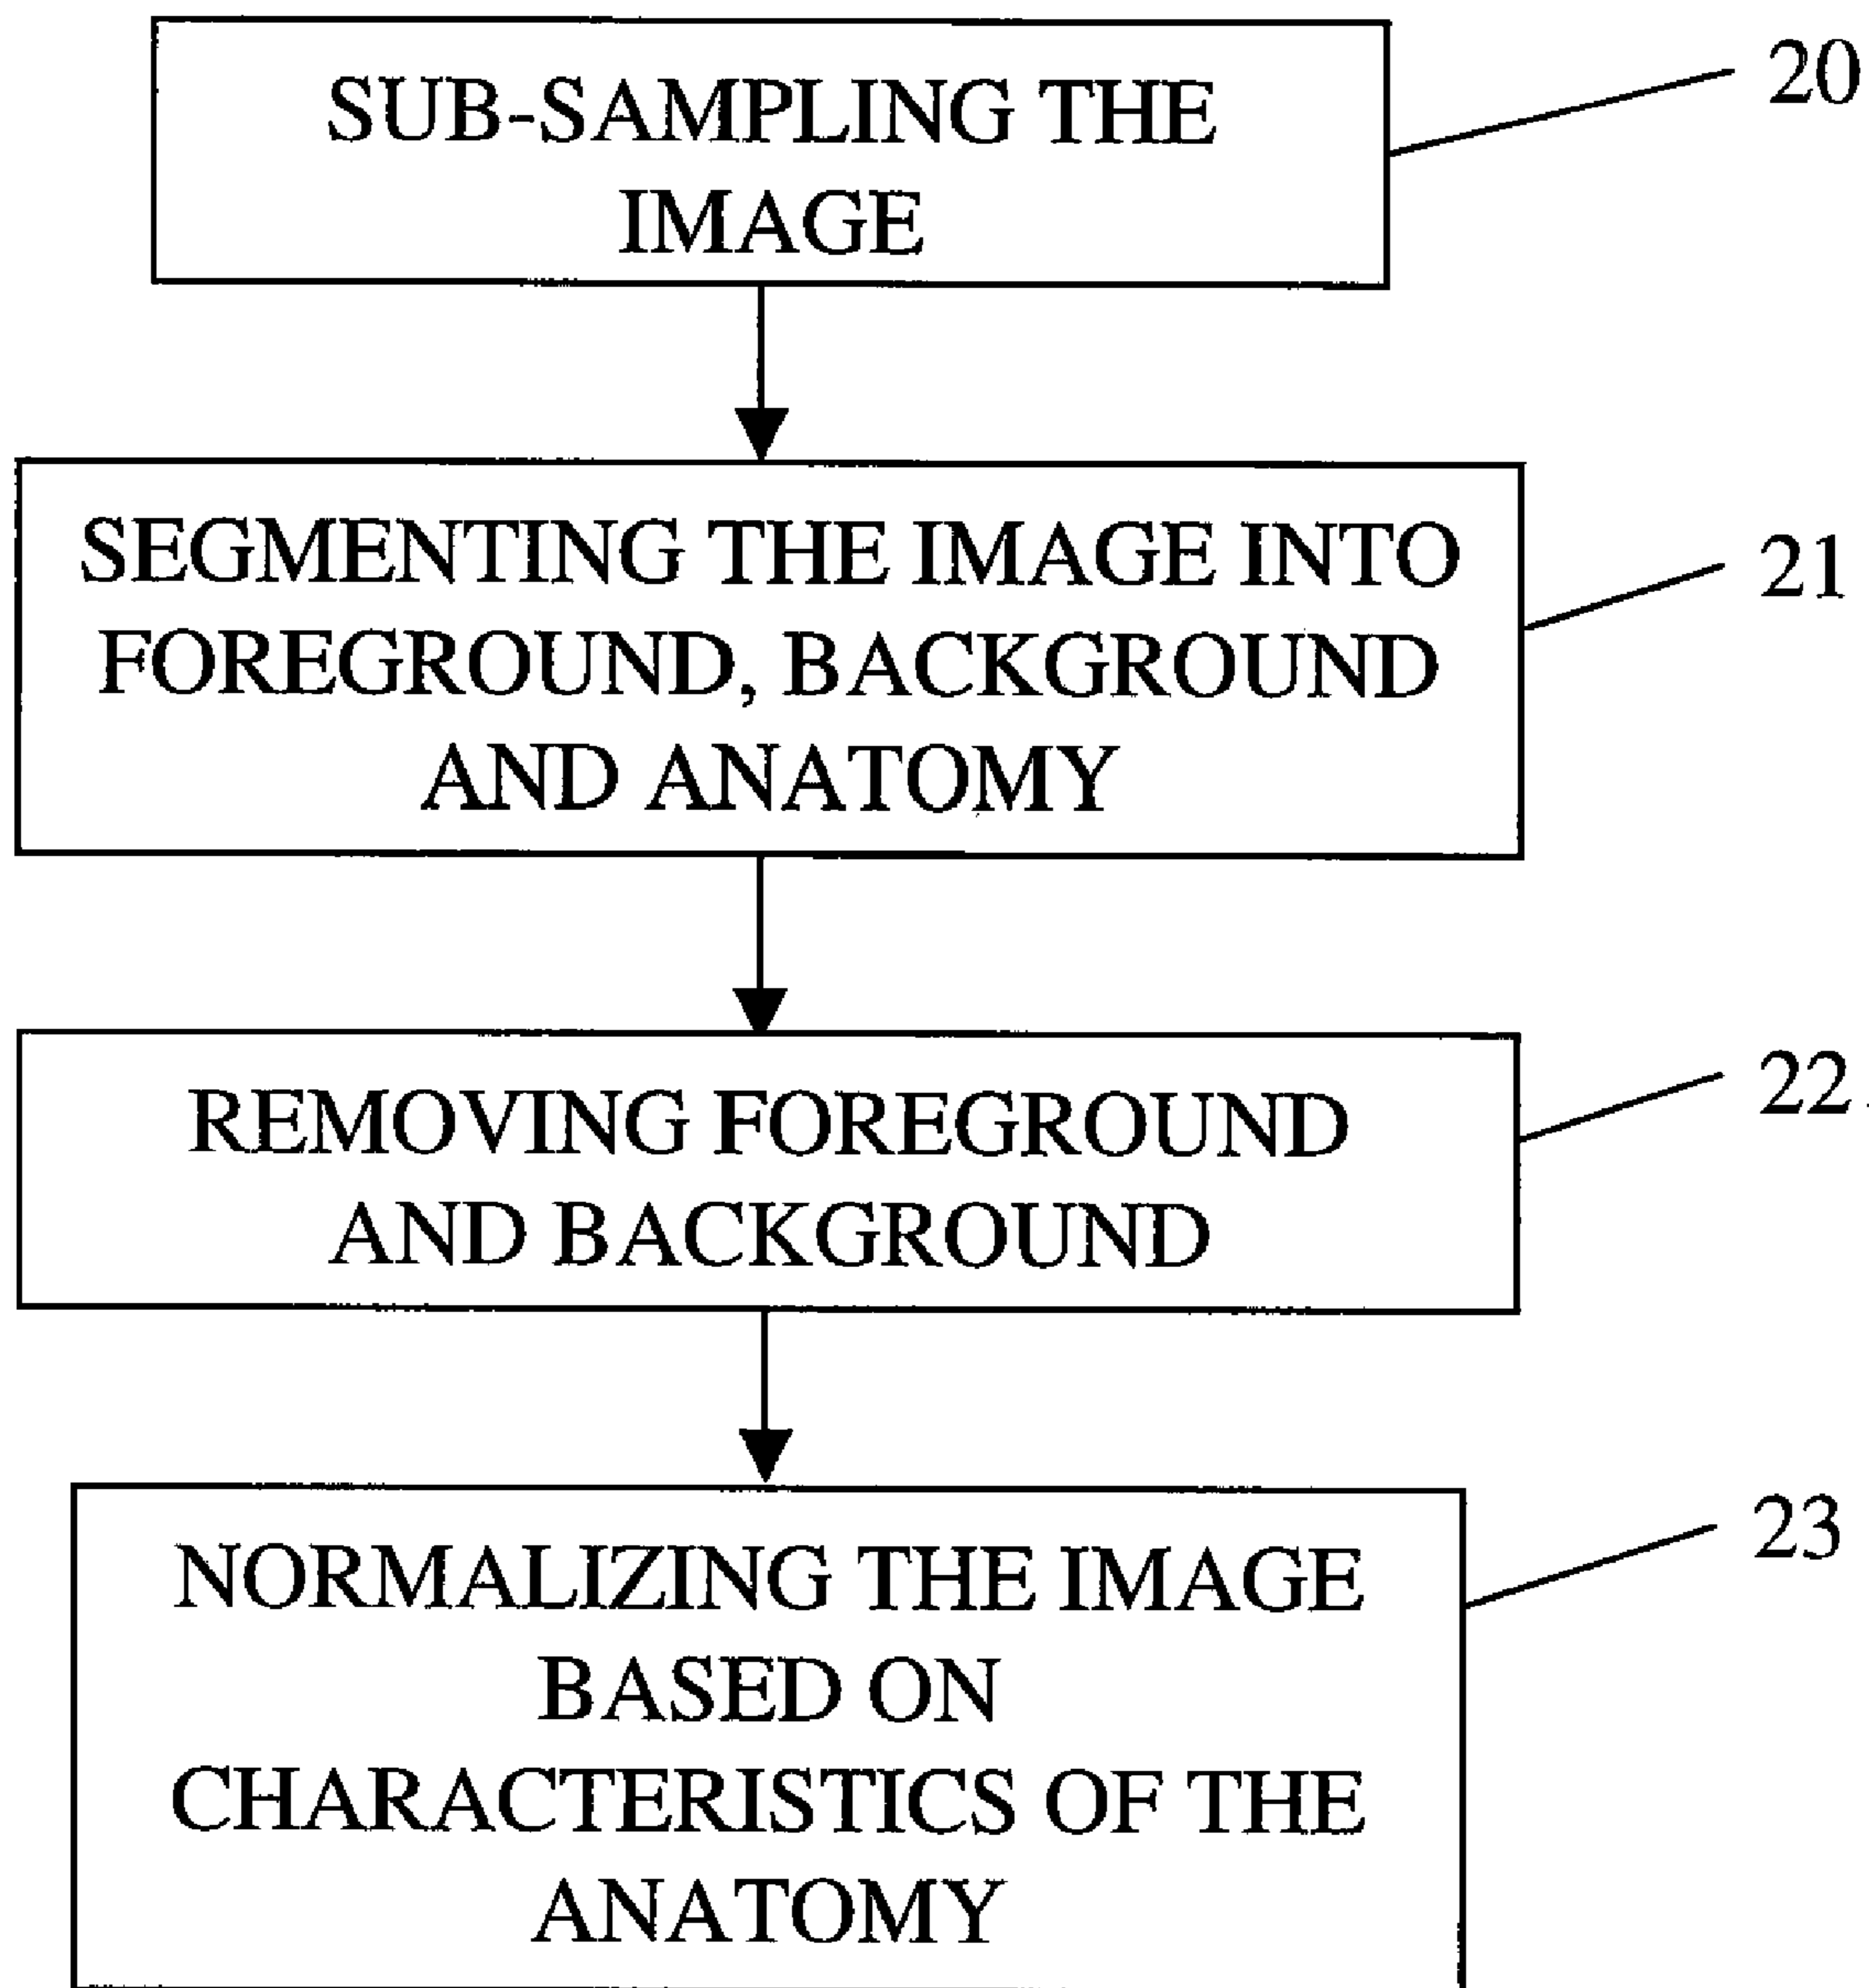 SUB-SAMPLING THE
IMAGE
20
SEGMENTING THE IMAGE INTO
FOREGROUND, BACKGROUND
AND ANATOMY
21
REMOVING FOREGROUND
AND BACKGROUND
22
NORMALIZING THE IMAGE
BASED ON
CHARACTERISTICS OF THE
ANATOMY
23